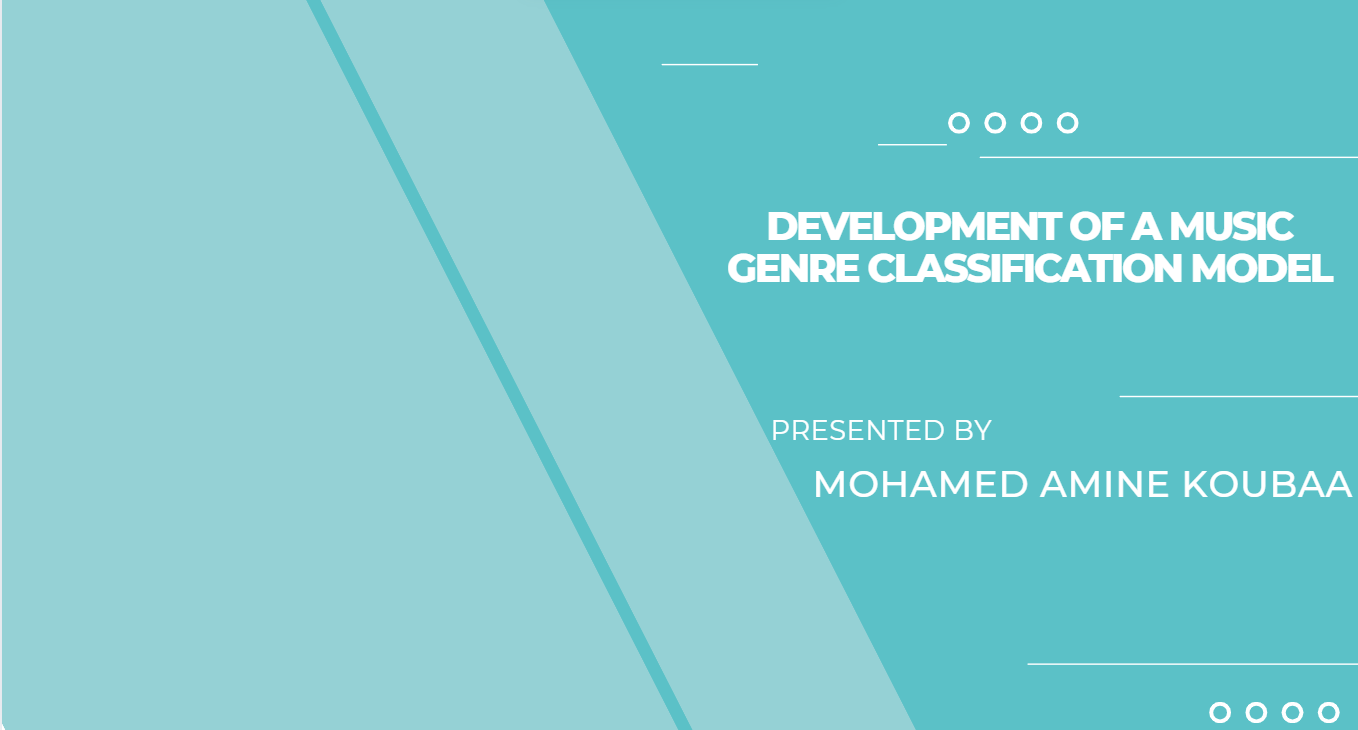 DEVELOPMENT OF A MUSIC
GENRE CLASSIFICATION MODEL
PRESENTED BY
MOHAMED AMINE KOUBAA